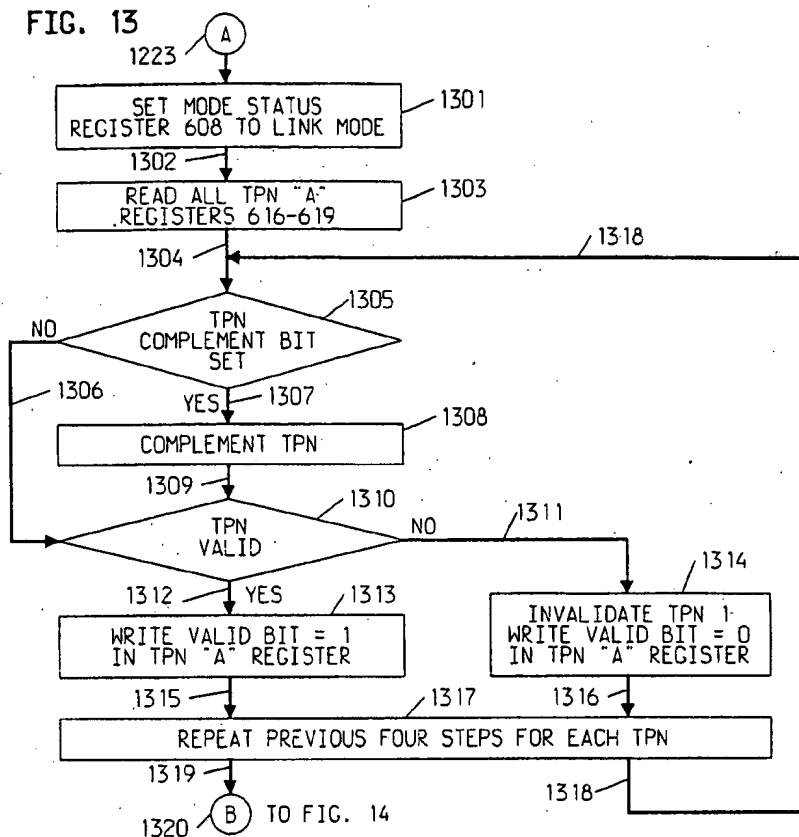 FIG. 13
A
1223
SET MODE STATUS
REGISTER 608 TO LINK MODE
1301
1302
READ ALL TPN "A"
REGISTERS 616-619
1303
1304
1318
TPN
COMPLEMENT BIT
SET
1305
NO
1306
YES
1307
COMPLEMENT TPN
1308
1309
TPN
VALID
1310
NO
1311
1312
YES
1313
1314
WRITE VALID BIT = 1
IN TPN "A" REGISTER
INVALIDATE TPN 1
WRITE VALID BIT = 0
IN TPN "A" REGISTER
1315
1317
1316
REPEAT PREVIOUS FOUR STEPS FOR EACH TPN
1319
1318
1320
B
TO FIG. 14